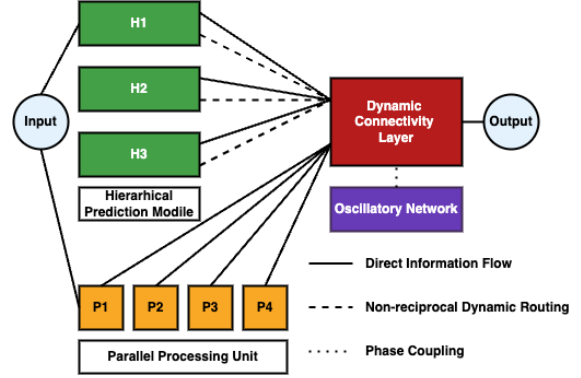 H1
H2
H3
Input
Hierarhical
Prediction Modile
Dynamic
Connectivity
Layer
Output
Oscillatory Network
P1
P2
P3
P4
Parallel Processing Unit
Direct Information Flow
Non-reciprocal Dynamic Routing
Phase Coupling